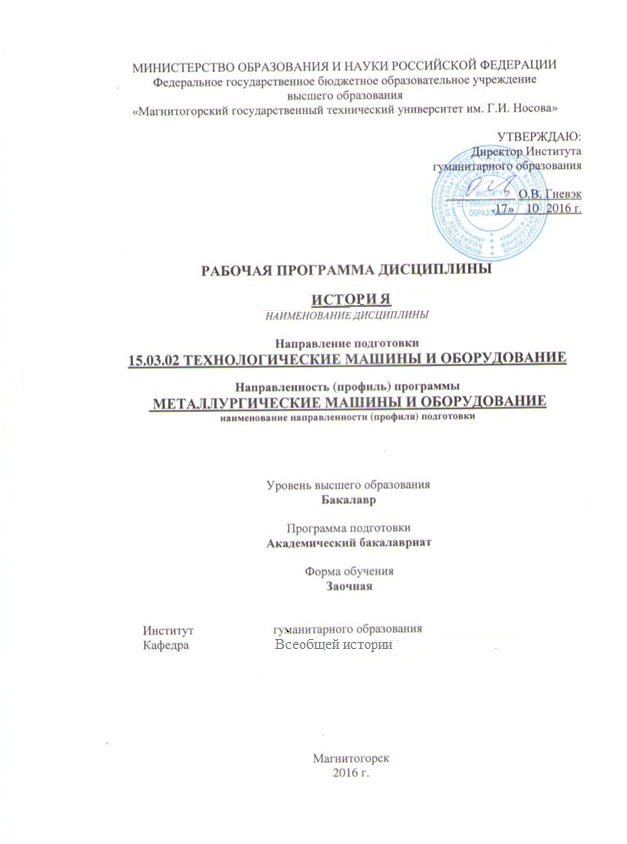 МИНИСТЕРСТВО ОБРАЗОВАНИЯ И НАУКИ РОССИЙСКОЙ ФЕДЕРАЦИИ
Федеральное государственное бюджетное образовательное учреждение
высшего образования
«Магнитогорский государственный технический университет им. Г.И. Носова»
УТВЕРЖДАЮ:
Директор Института
гуманитарного образования
О.В. Гневэк
«17» 10 2016 г.
ИНСТИТУТ
ГУМАНИТАРНОГО
РАБОЧАЯ ПРОГРАММА ДИСЦИПЛИНЫ
ИСТОРИЯ
НАИМЕНОВАНИЕ ДИСЦИПЛИНЫ
Направление подготовки
15.03.02 ТЕХНОЛОГИЧЕСКИЕ МАШИНЫ И ОБОРУДОВАНИЕ
Направленность (профиль) программы
МЕТАЛЛУРГИЧЕСКИЕ МАШИНЫ И ОБОРУДОВАНИЕ
наименование направленности (профиля) подготовки
Уровень высшего образования
Бакалавр
Программа подготовки
Академический бакалавриат
Форма обучения
Заочная
Институт гуманитарного образования
Кафедра Всеобщей истории
Магнитогорск
2016 г.